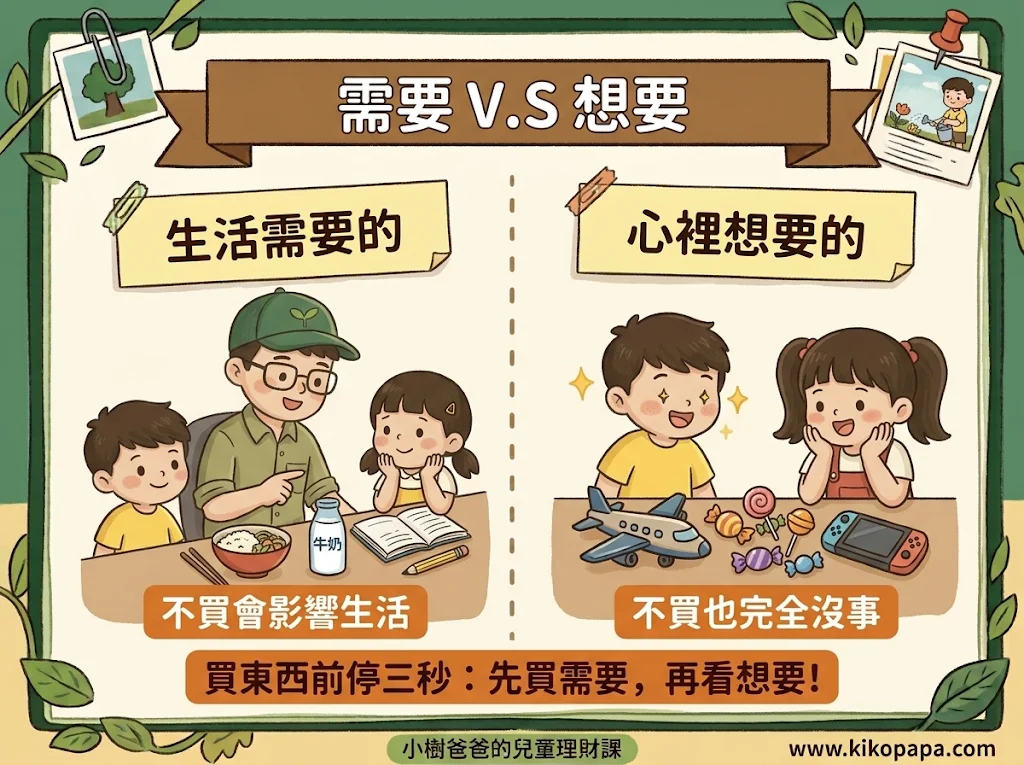 需要 V.S 想要
生活需要的
心裡想要的
牛奶
不買會影響生活
不買也完全沒事
買東西前停三秒：先買需要，再看想要!
小樹爸爸的兒童理財課
www.kikopapa.com